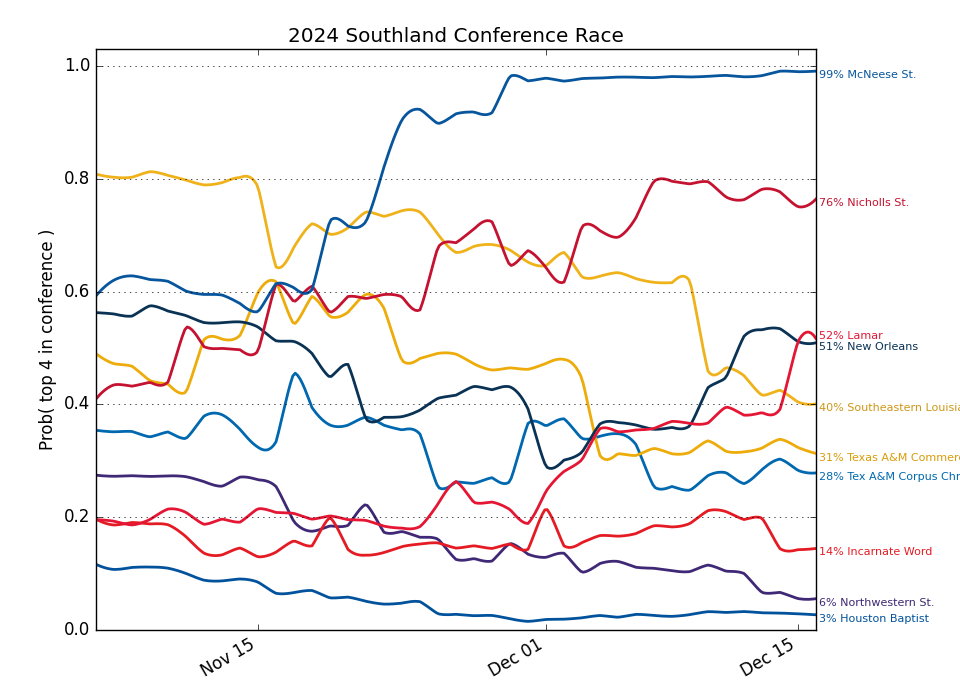 2024 Southland Conference Race
Prob( top 4 in conference )
1.0
0.8
0.6
0.4
0.2
0.0
Nov 15
Dec 01
Dec 15
99% McNeese St.
76% Nicholls St.
52% Lamar
51% New Orleans
40% Southeastern Louisia
31% Texas A&M Commerc
28% Tex A&M Corpus Chr
14% Incarnate Word
6% Northwestern St.
3% Houston Baptist